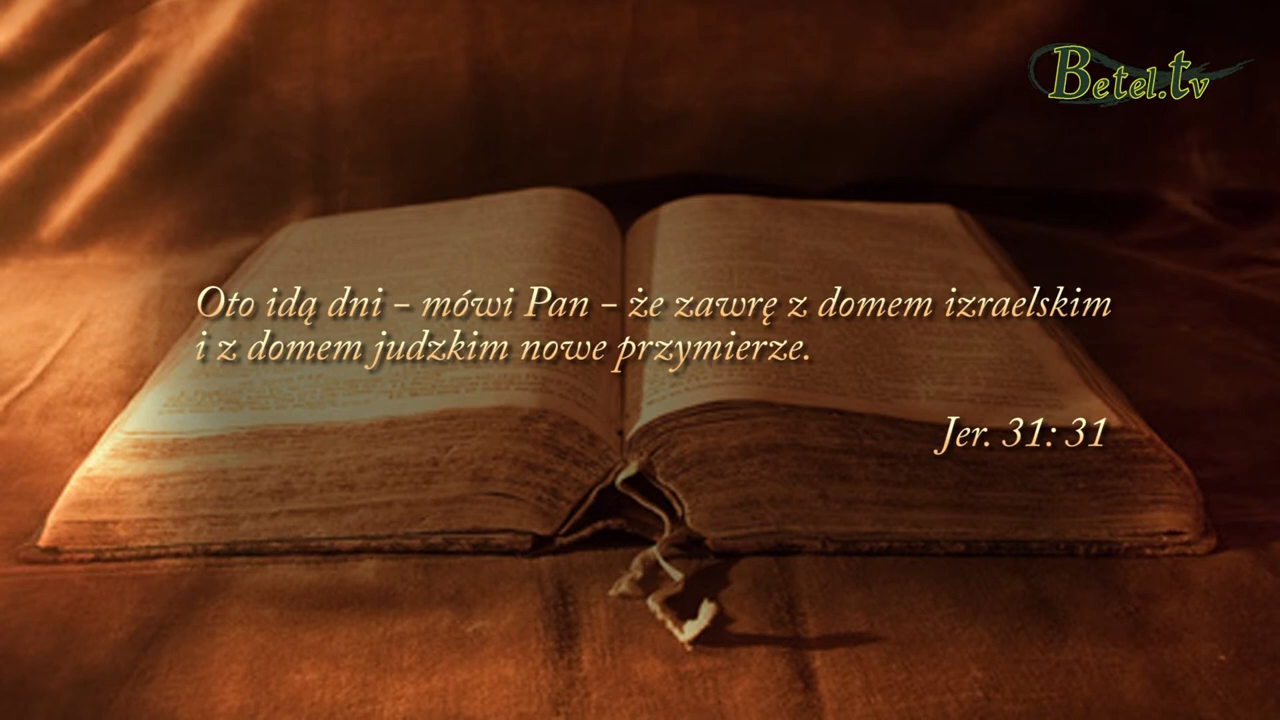 Betel.tv
Oto idą dni – mówi Pan – że zawrę z domem izraelskim
i z domem judzkim nowe przymierze.
Jer. 31: 31